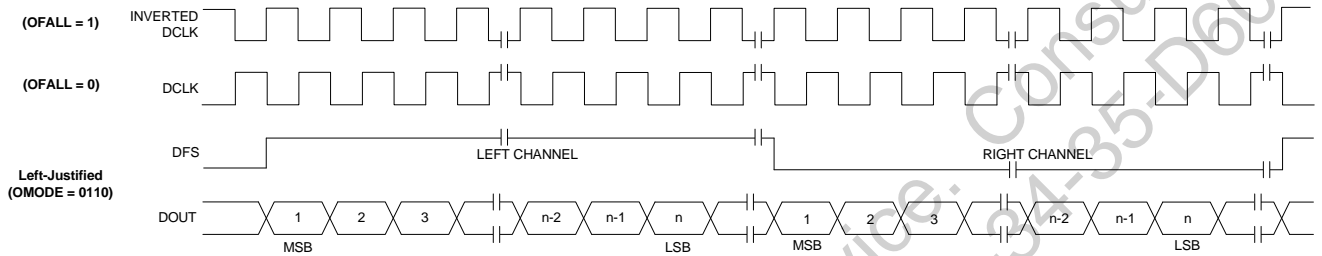 (OFALL = 1)
INVERTED
DCLK
(OFALL = 0)
DCLK
DFS
LEFT CHANNEL
RIGHT CHANNEL
Left-Justified
(OMODE = 0110)
DOUT
1 2 3 n-2 n-1 n 1 2 3 n-2 n-1 n
MSB LSB MSB LSB